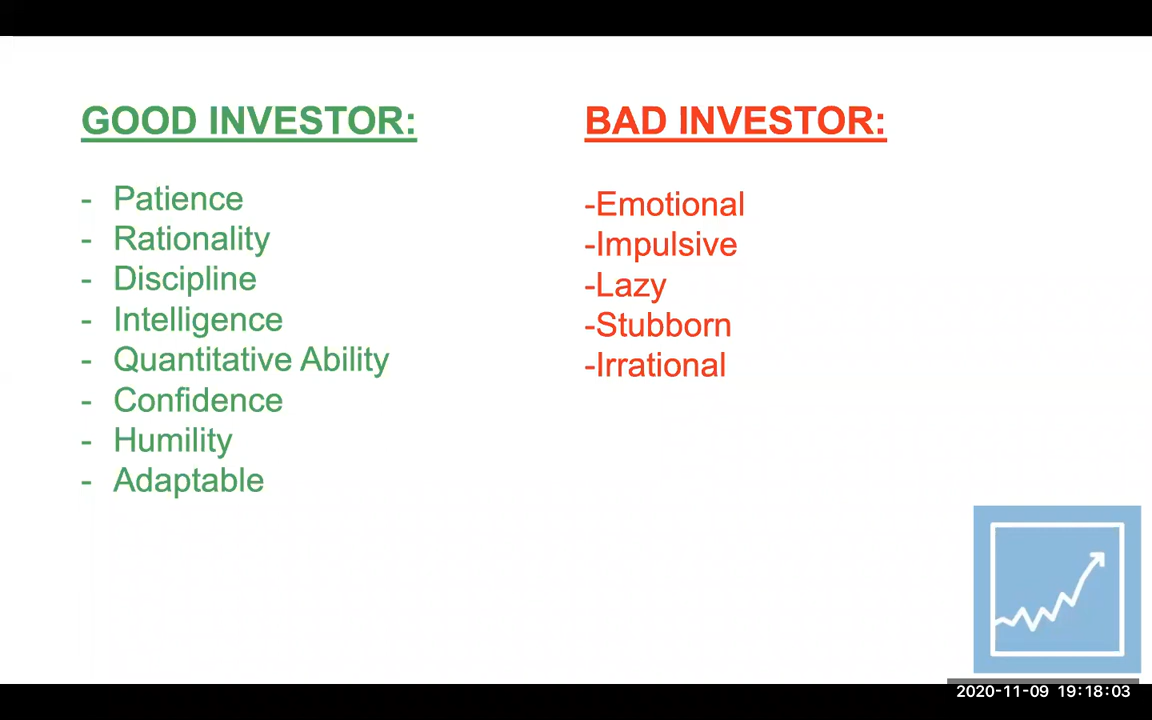 GOOD INVESTOR:
- Patience
- Rationality
- Discipline
- Intelligence
- Quantitative Ability
- Confidence
- Humility
- Adaptable
BAD INVESTOR:
-Emotional
-Impulsive
-Lazy
-Stubborn
-Irrational
2020-11-09 19:18:03